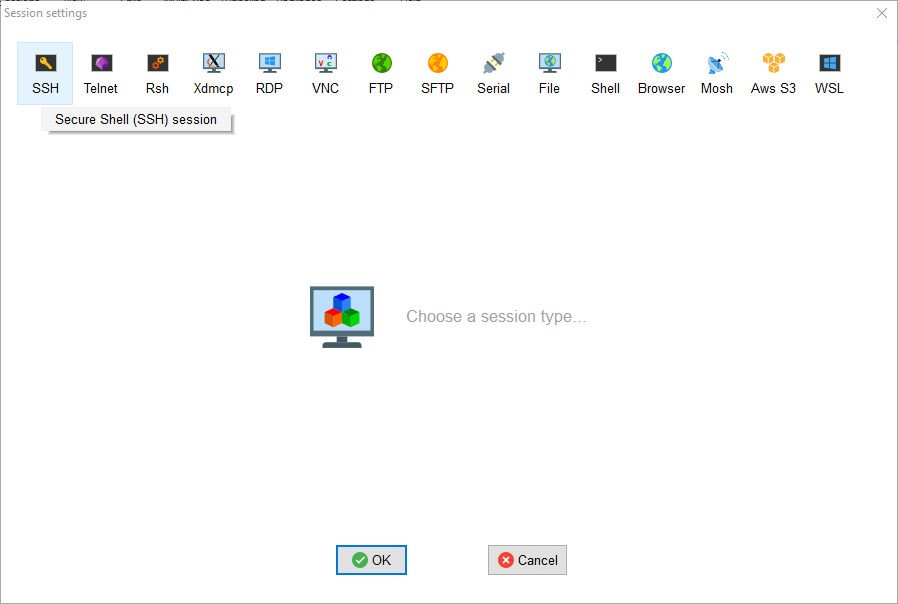 Session settings
SSH Telnet Rsh Xdmcp RDP VNC FTP SFTP Serial File Shell Browser Mosh Aws S3 WSL
Secure Shell (SSH) session
Choose a session type...
OK Cancel